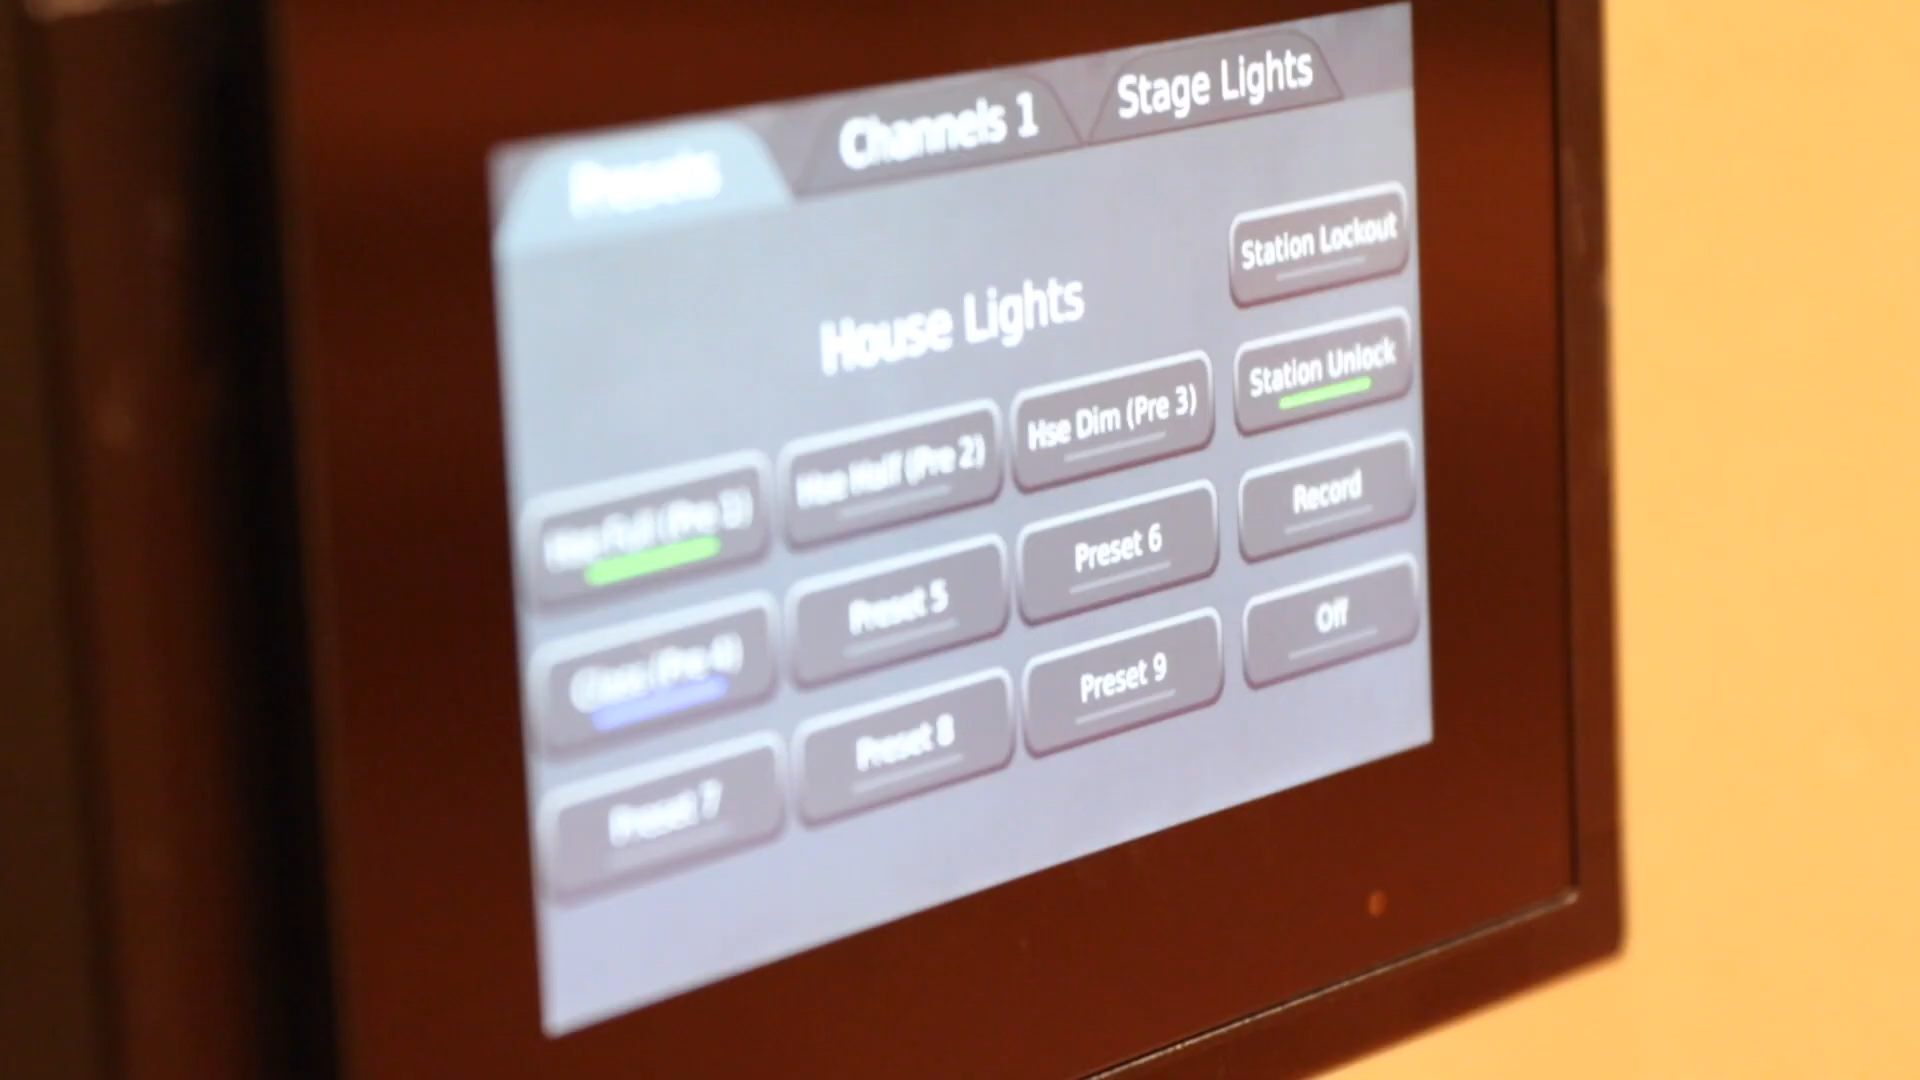 Presets
Channels 1
Stage Lights
House Lights
Station Lockout
Hse Full (Pre 1)
Hse Half (Pre 2)
Hse Dim (Pre 3)
Station Unlock
(Pre 4)
Preset 5
Preset 6
Record
Preset 7
Preset 8
Preset 9
Off